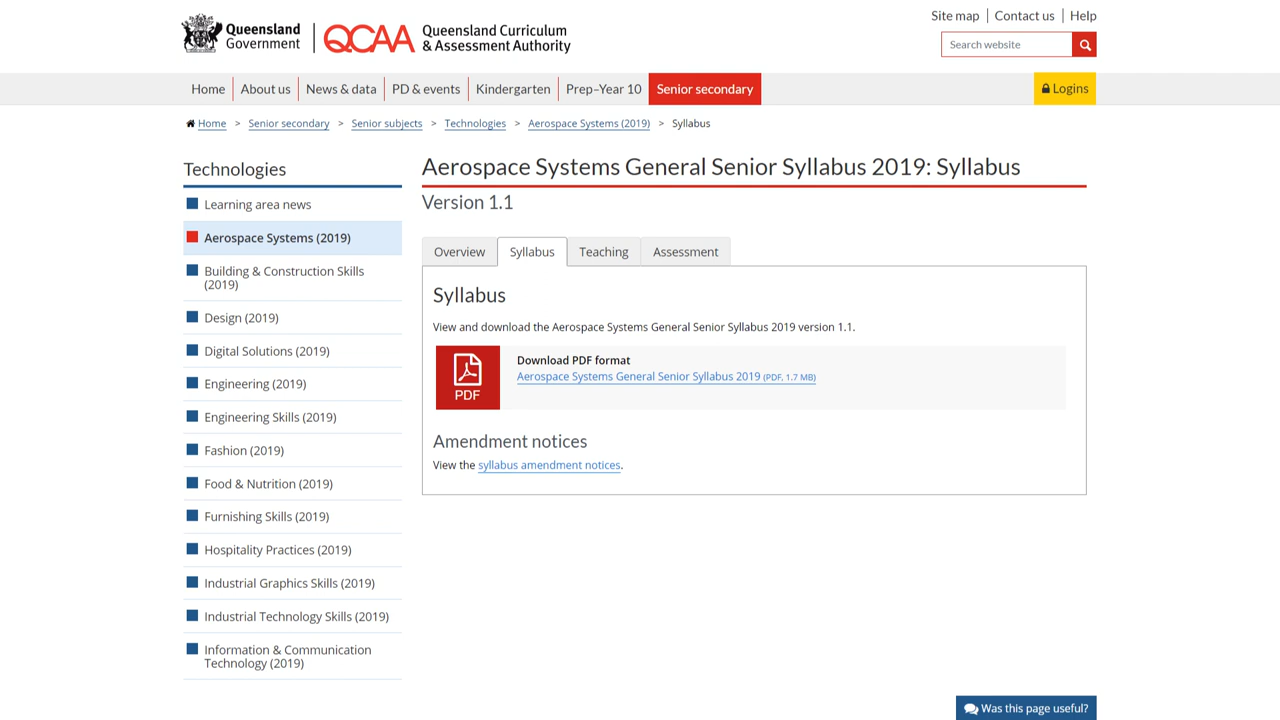 Site map
Contact us
Help
Queensland
Government
QCAA
Queensland Curriculum
& Assessment Authority
Search website
Home
About us
News & data
PD & events
Kindergarten
Prep–Year 10
Senior secondary
Logins
Home > Senior secondary > Senior subjects > Technologies > Aerospace Systems (2019) > Syllabus
Technologies
Learning area news
Aerospace Systems (2019)
Building & Construction Skills
(2019)
Design (2019)
Digital Solutions (2019)
Engineering (2019)
Engineering Skills (2019)
Fashion (2019)
Food & Nutrition (2019)
Furnishing Skills (2019)
Hospitality Practices (2019)
Industrial Graphics Skills (2019)
Industrial Technology Skills (2019)
Information & Communication
Technology (2019)
Aerospace Systems General Senior Syllabus 2019: Syllabus
Version 1.1
Overview
Syllabus
Teaching
Assessment
Syllabus
View and download the Aerospace Systems General Senior Syllabus 2019 version 1.1.
PDF
Download PDF format
Aerospace Systems General Senior Syllabus 2019 (PDF, 1.7 MB)
Amendment notices
View the syllabus amendment notices.
Was this page useful?